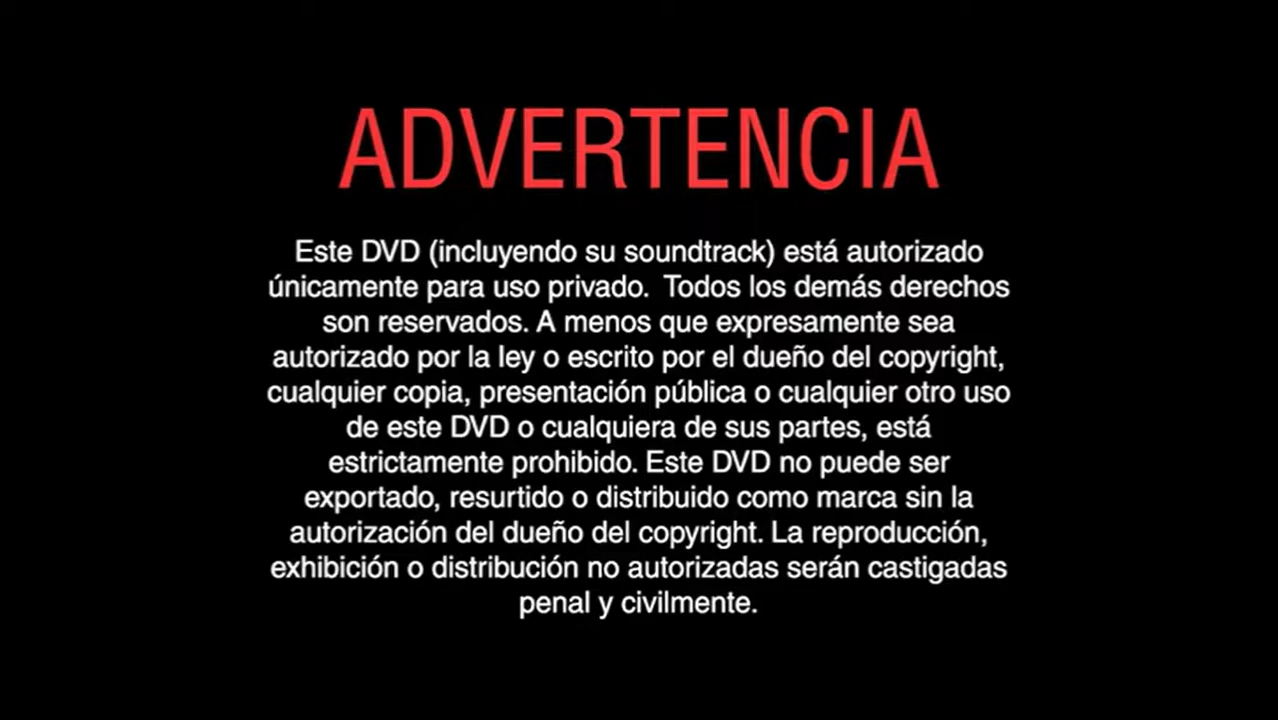 ADVERTENCIA
Este DVD (incluyendo su soundtrack) está autorizado
únicamente para uso privado.  Todos los demás derechos
son reservados. A menos que expresamente sea
autorizado por la ley o escrito por el dueño del copyright,
cualquier copia, presentación pública o cualquier otro uso
de este DVD o cualquiera de sus partes, está
estrictamente prohibido. Este DVD no puede ser
exportado, resurtido o distribuido como marca sin la
autorización del dueño del copyright. La reproducción,
exhibición o distribución no autorizadas serán castigadas
penal y civilmente.